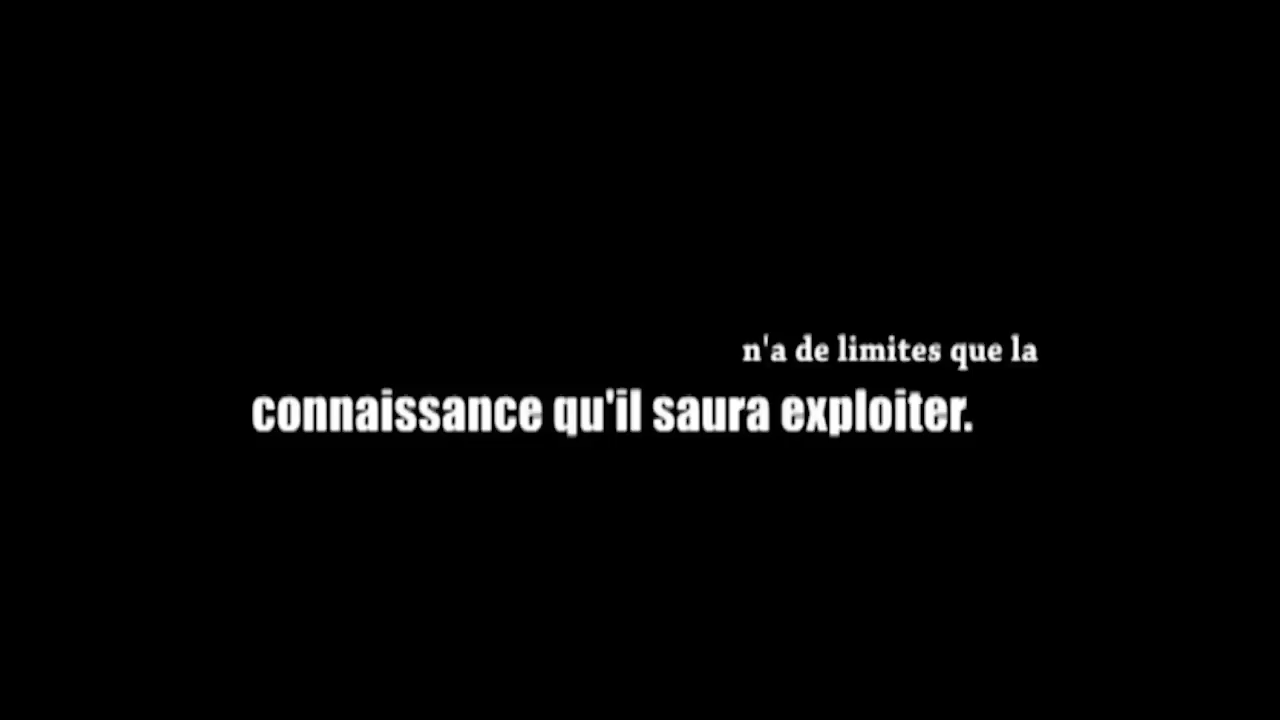 n'a de limites que la
connaissance qu'il saura exploiter.